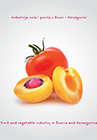 Industrija voća i povrća u Bosni i Hercegovini
Fruit and vegetable industry in Bosnia and Herzegovina